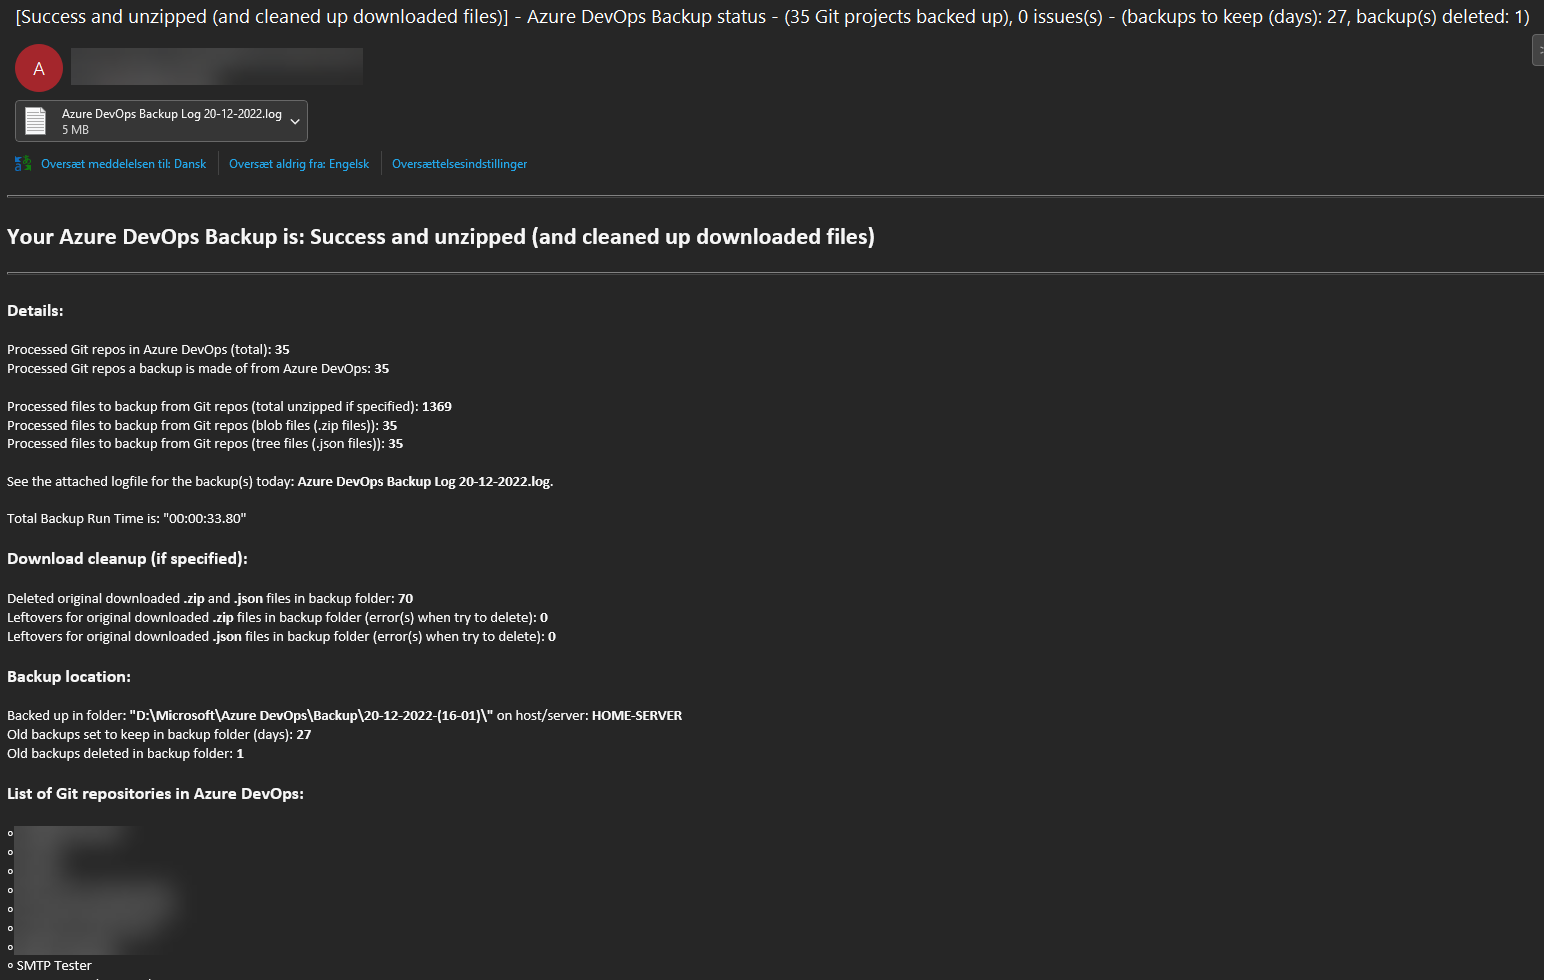 [Success and unzipped (and cleaned up downloaded files)] - Azure DevOps Backup status - (35 Git projects backed up), 0 issues(s) - (backups to keep (days): 27, backup(s) deleted: 1)
A
Azure DevOps Backup Log 20-12-2022.log
5 MB
Oversæt meddelelsen til: Dansk
Oversæt aldrig fra: Engelsk
Oversættelsesindstillinger
Your Azure DevOps Backup is: Success and unzipped (and cleaned up downloaded files)
Details:
Processed Git repos in Azure DevOps (total): 35
Processed Git repos a backup is made of from Azure DevOps: 35
Processed files to backup from Git repos (total unzipped if specified): 1369
Processed files to backup from Git repos (blob files (.zip files)): 35
Processed files to backup from Git repos (tree files (.json files)): 35
See the attached logfile for the backup(s) today: Azure DevOps Backup Log 20-12-2022.log.
Total Backup Run Time is: "00:00:33.80"
Download cleanup (if specified):
Deleted original downloaded .zip and .json files in backup folder: 70
Leftovers for original downloaded .zip files in backup folder (error(s) when try to delete): 0
Leftovers for original downloaded .json files in backup folder (error(s) when try to delete): 0
Backup location:
Backed up in folder: "D:\Microsoft\Azure DevOps\Backup\20-12-2022-(16-01)\" on host/server: HOME-SERVER
Old backups set to keep in backup folder (days): 27
Old backups deleted in backup folder: 1
List of Git repositories in Azure DevOps:
SMTP Tester